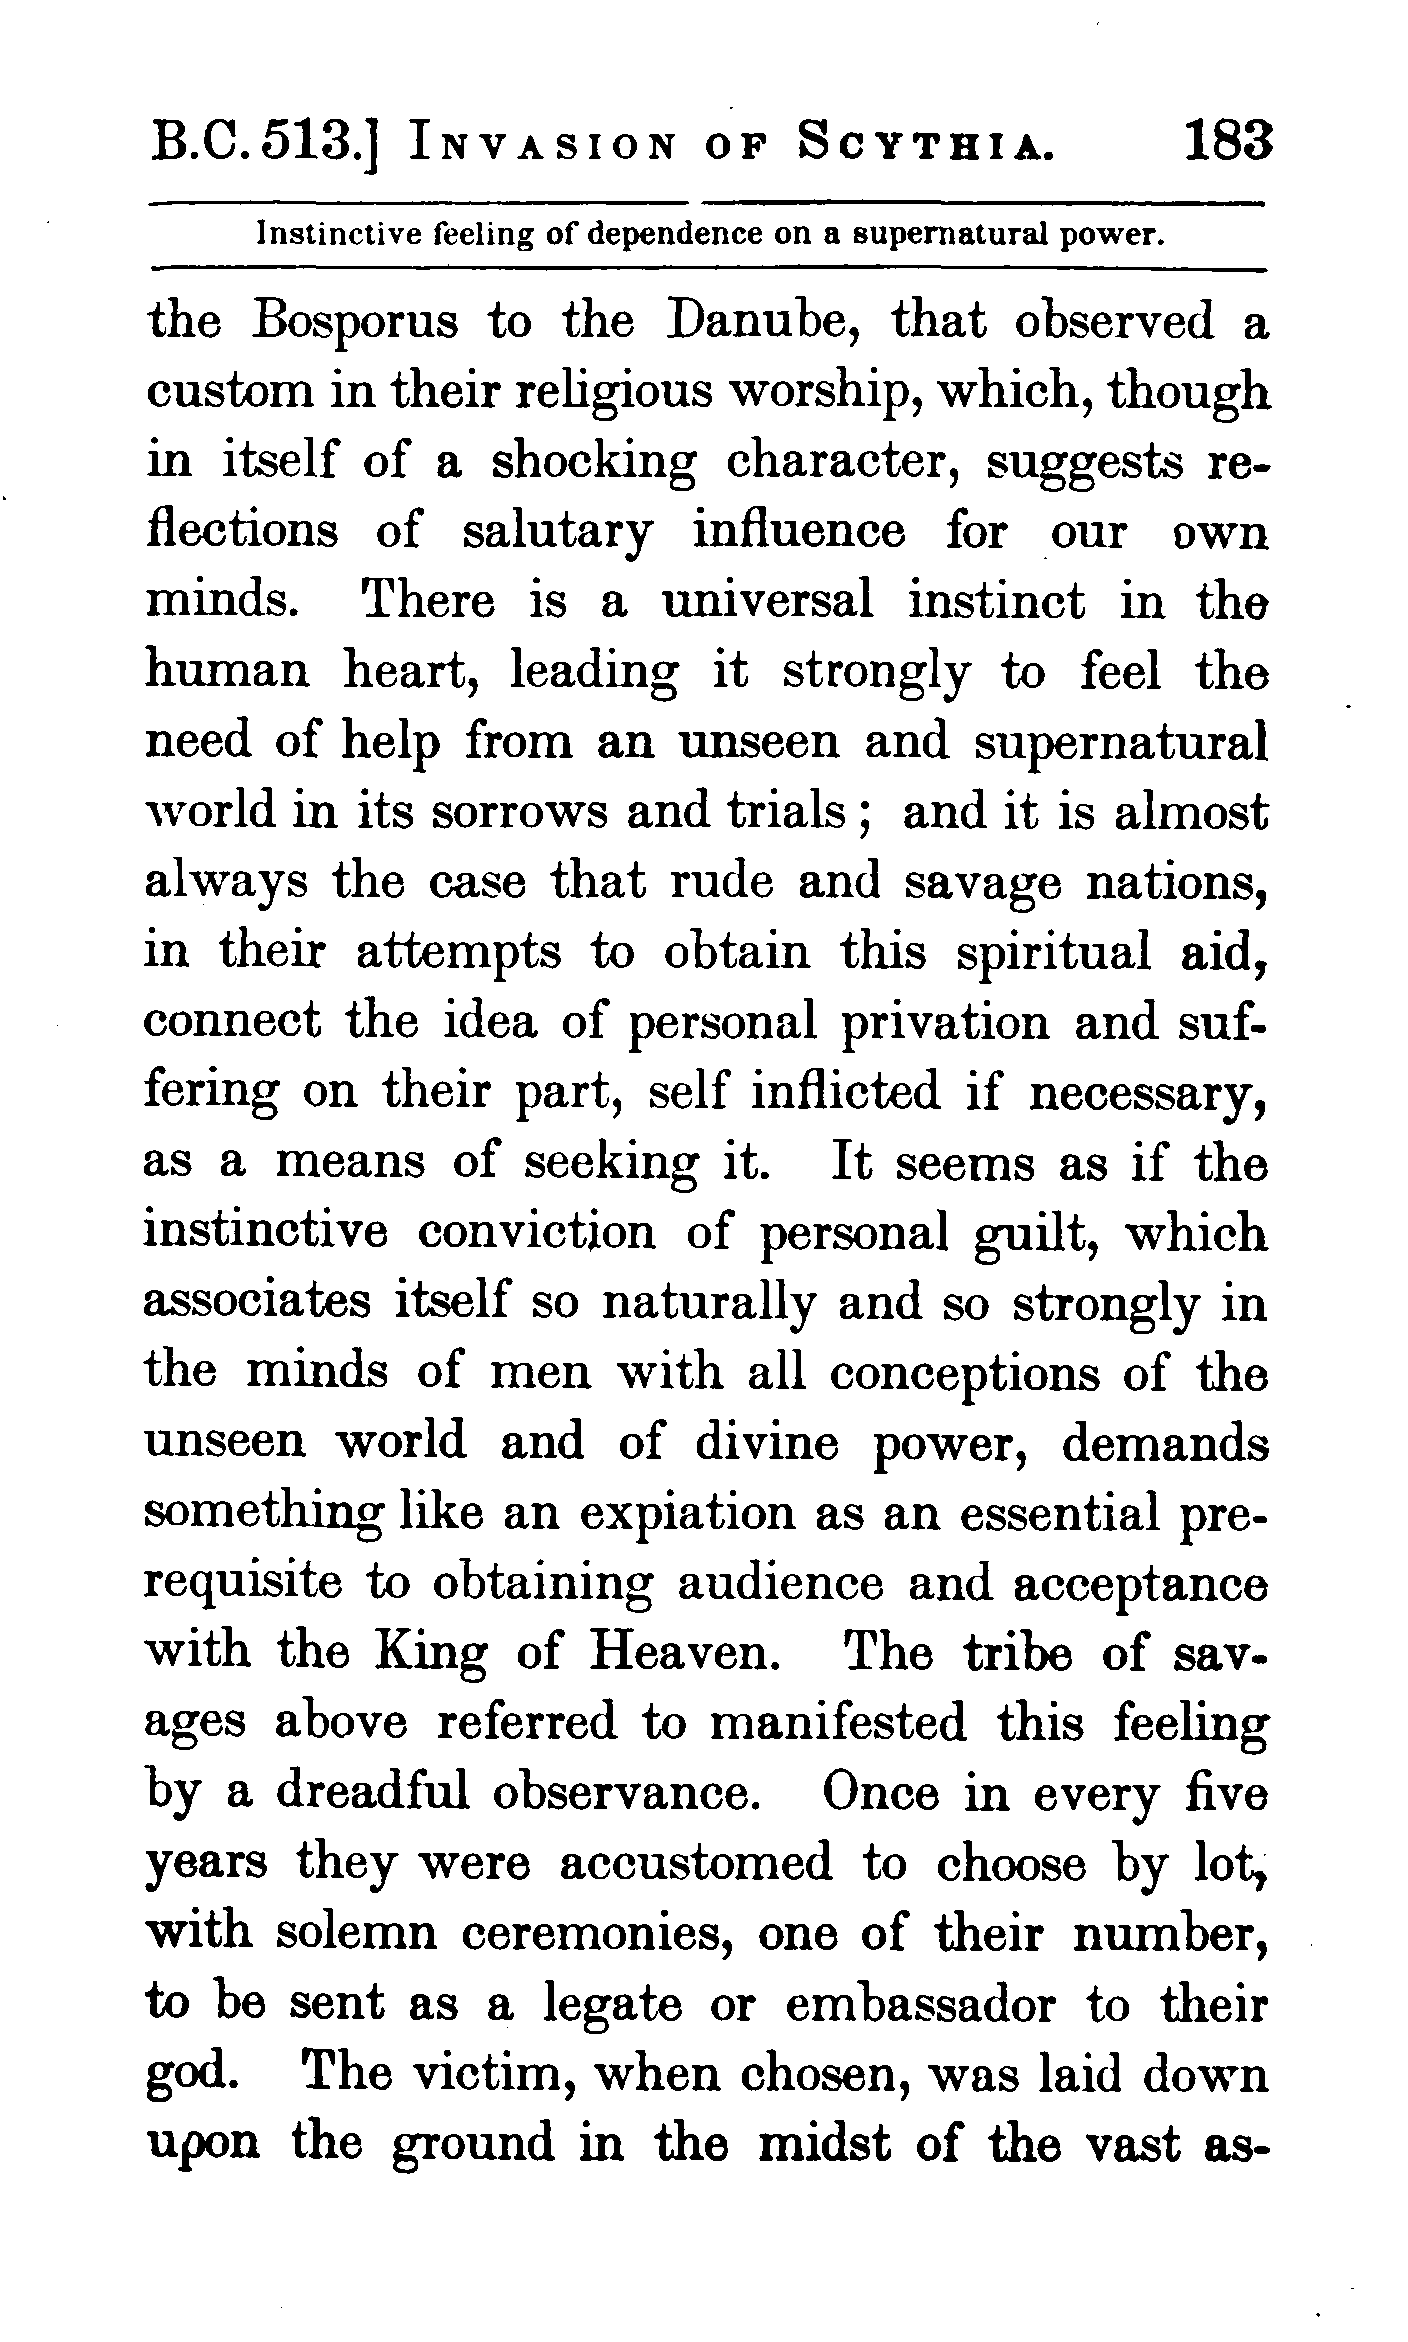 B.C. 513.] INVASION OF SCYTHIA. 183
Instinctive feeling of dependence on a supernatural power.
the Bosporus to the Danube, that observed a
custom in their religious worship, which, though
in itself of a shocking character, suggests re-
flections of salutary influence for our own
minds. There is a universal instinct in the
human heart, leading it strongly to feel the
need of help from an unseen and supernatural
world in its sorrows and trials; and it is almost
always the case that rude and savage nations,
in their attempts to obtain this spiritual aid,
connect the idea of personal privation and suf-
fering on their part, self inflicted if necessary,
as a means of seeking it. It seems as if the
instinctive conviction of personal guilt, which
associates itself so naturally and so strongly in
the minds of men with all conceptions of the
unseen world and of divine power, demands
something like an expiation as an essential pre-
requisite to obtaining audience and acceptance
with the King of Heaven. The tribe of sav-
ages above referred to manifested this feeling
by a dreadful observance. Once in every five
years they were accustomed to choose by lot,
with solemn ceremonies, one of their number,
to be sent as a legate or embassador to their
god. The victim, when chosen, was laid down
upon the ground in the midst of the vast as-